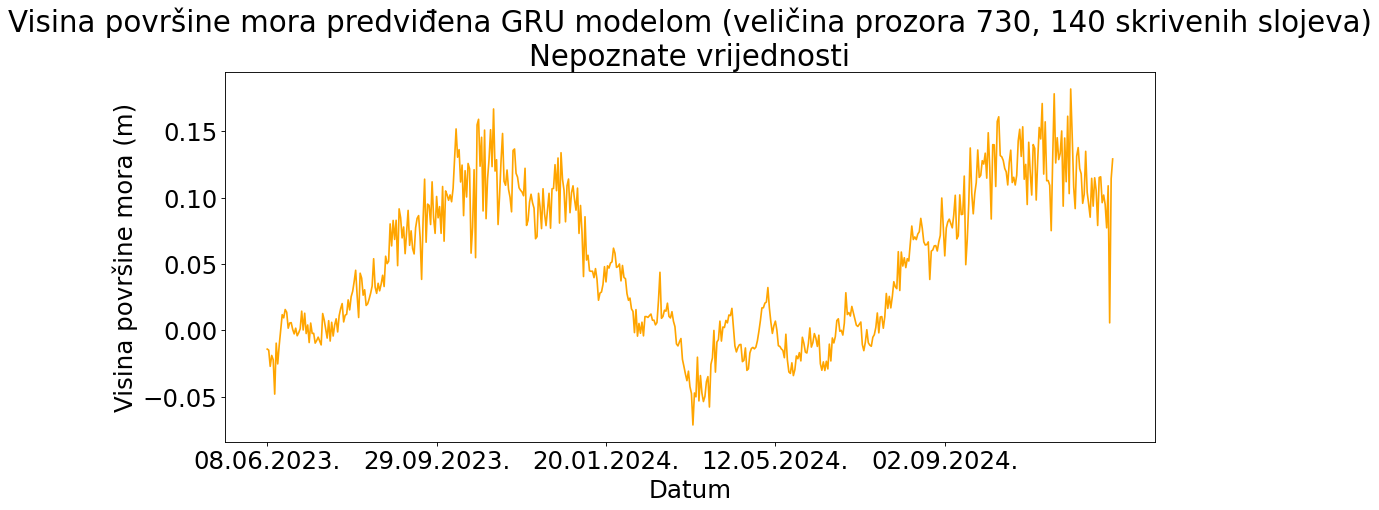 Visina površine mora predviđena GRU modelom (veličina prozora 730, 140 skrivenih slojeva)
Nepoznate vrijednosti
Visina površine mora (m)
0.15
0.10
0.05
0.00
−0.05
08.06.2023. 29.09.2023. 20.01.2024. 12.05.2024. 02.09.2024.
Datum